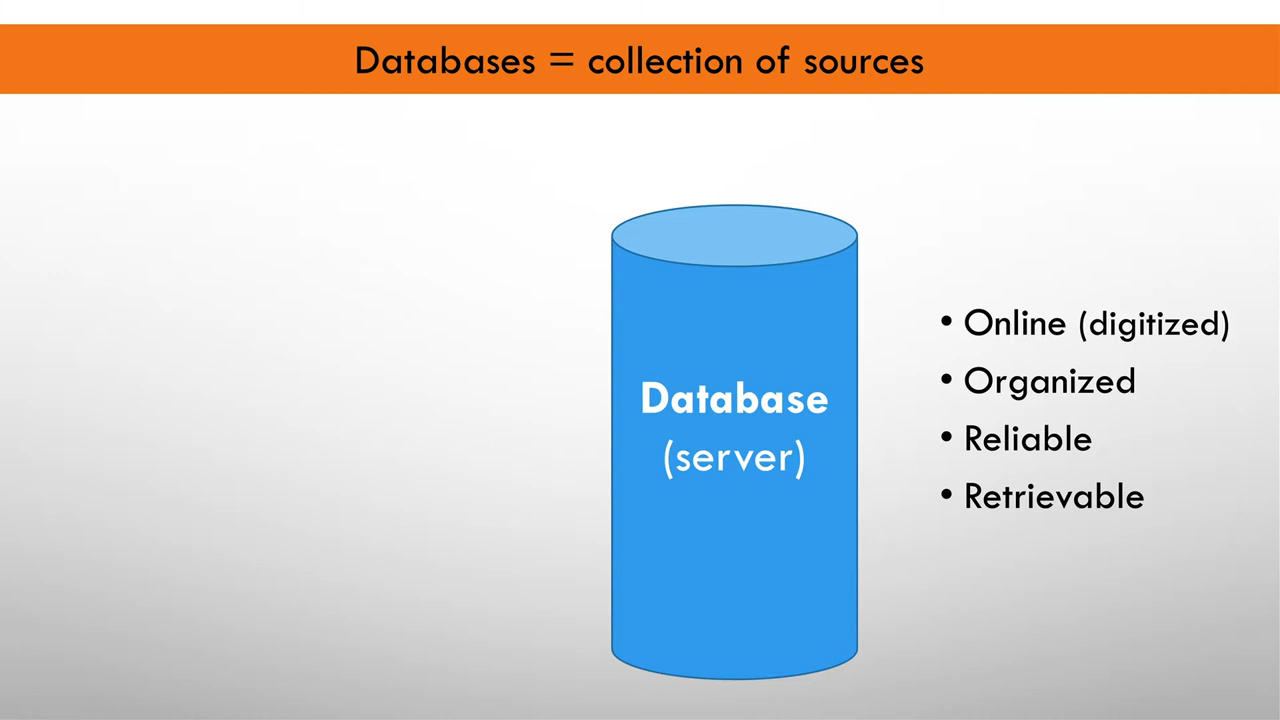 Databases = collection of sources
Database
(server)
• Online (digitized)
• Organized
• Reliable
• Retrievable